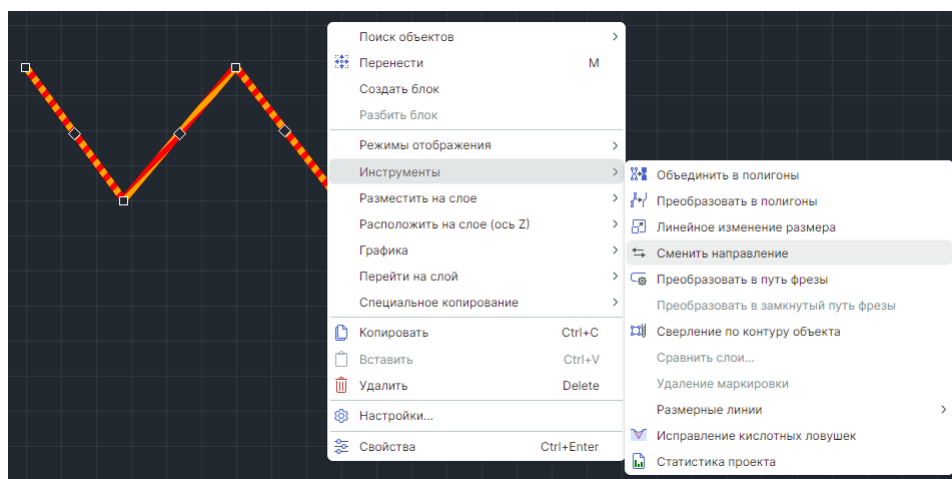 Поиск объектов
Перенести M
Создать блок
Разбить блок
Режимы отображения
Инструменты
Разместить на слое
Расположить на слое (ось Z)
Графика
Перейти на слой
Специальное копирование
Копировать Ctrl+C
Вставить Ctrl+V
Удалить Delete
Настройки...
Свойства Ctrl+Enter
Объединить в полигоны
Преобразовать в полигоны
Линейное изменение размера
Сменить направление
Преобразовать в путь фрезы
Преобразовать в замкнутый путь фрезы
Сверление по контуру объекта
Сравнить слои...
Удаление маркировки
Размерные линии
Исправление кислотных ловушек
Статистика проекта